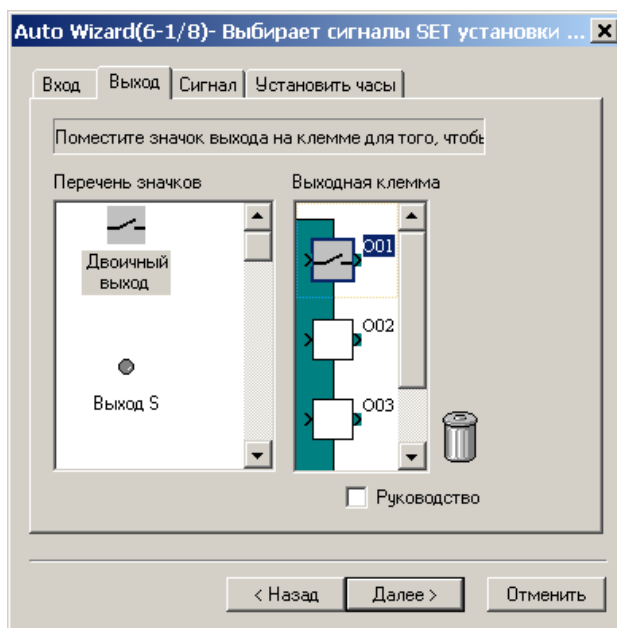 Auto Wizard(6-1/8)- Выбирает сигналы SET установки ...
Вход Выход Сигнал Установить часы
Поместите значок выхода на клемме для того, чтобы
Перечень значков Выходная клемма
Двоичный
выход
Выход S
O01
O02
O03
Руководство
< Назад Далее > Отменить